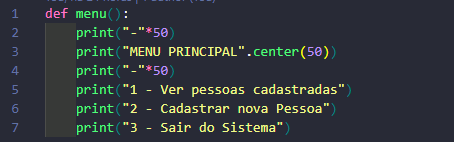 1 def menu():
2     print("-"*50)
3     print("MENU PRINCIPAL".center(50))
4     print("-"*50)
5     print("1 - Ver pessoas cadastradas")
6     print("2 - Cadastrar nova Pessoa")
7     print("3 - Sair do Sistema")